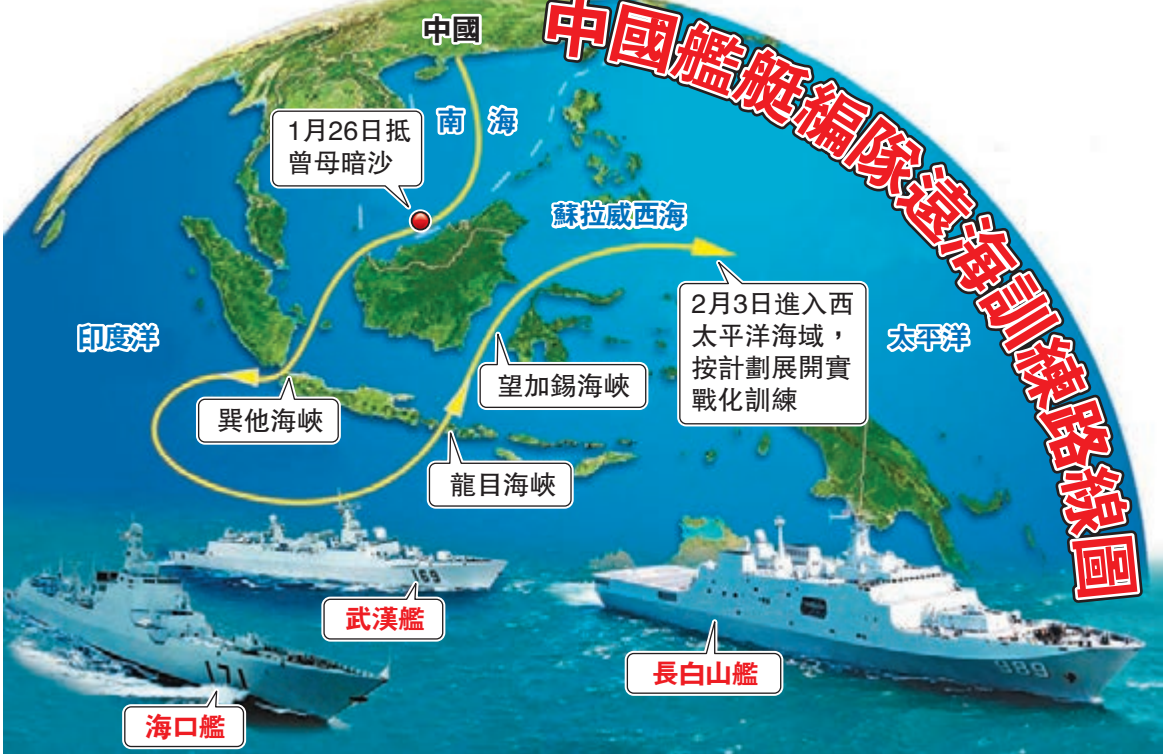 中國艦艇編隊遠海訓練路線圖
中國
南海
1月26日抵
曾母暗沙
蘇拉威西海
印度洋
2月3日進入西
太平洋海域，
按計劃展開實
戰化訓練
太平洋
望加錫海峽
巽他海峽
龍目海峽
169
武漢艦
171
海口艦
989
長白山艦